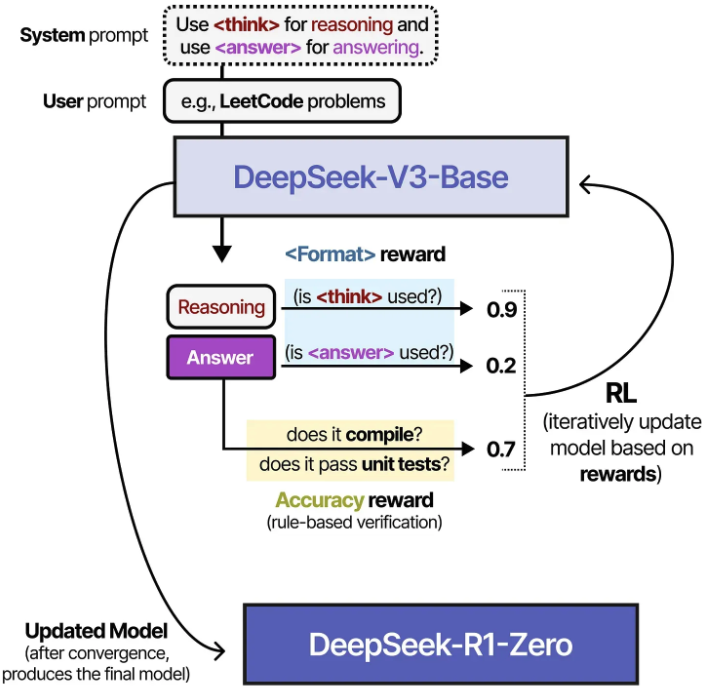 System prompt
Use <think> for reasoning and
use <answer> for answering.
User prompt
e.g., LeetCode problems
DeepSeek-V3-Base
<Format> reward
Reasoning
(is <think> used?)
0.9
Answer
(is <answer> used?)
0.2
does it compile?
does it pass unit tests?
0.7
Accuracy reward
(rule-based verification)
RL
(iteratively update
model based on
rewards)
Updated Model
(after convergence,
produces the final model)
DeepSeek-R1-Zero